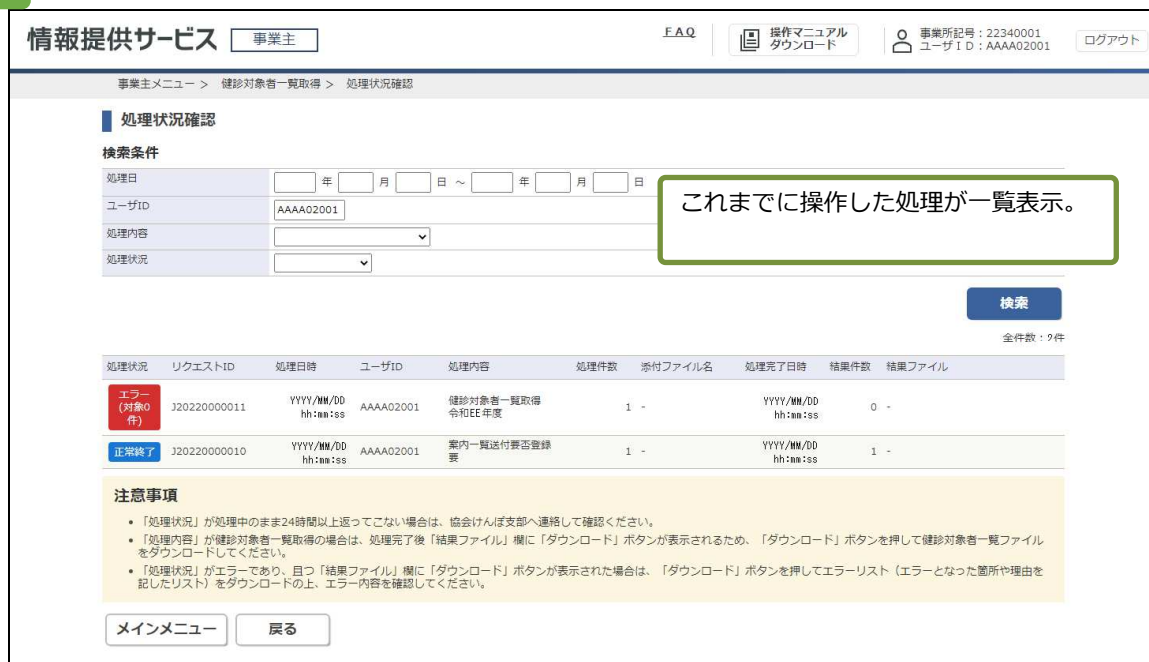 情報提供サービス 事業主 FAQ 操作マニュアル ダウンロード 事業所記号：22340001 ユーザＩＤ：AAAA02001 ログアウト
事業主メニュー ＞ 健診対象者一覧取得 ＞ 処理状況確認
処理状況確認
検索条件
処理日 年 月 日 ～ 年 月 日
これまでに操作した処理が一覧表示。
ユーザID AAAA02001
処理内容
処理状況
検索
全件数：2件
処理状況 リクエストID 処理日時 ユーザID 処理内容 処理件数 添付ファイル名 処理完了日時 結果件数 結果ファイル
エラー (対象0件) J20220000011 YYYY/MM/DD hh:mm:ss AAAA02001 健診対象者一覧取得 令和EE年度 1 - YYYY/MM/DD hh:mm:ss 0 -
正常終了 J20220000010 YYYY/MM/DD hh:mm:ss AAAA02001 案内一覧送付要否登録 要 1 - YYYY/MM/DD hh:mm:ss 1 -
注意事項
• 「処理状況」が処理中のまま24時間以上返ってこない場合は、協会けんぽ支部へ連絡して確認ください。
• 「処理内容」が健診対象者一覧取得の場合は、処理完了後「結果ファイル」欄に「ダウンロード」ボタンが表示されるため、「ダウンロード」ボタンを押して健診対象者一覧ファイル
をダウンロードしてください。
• 「処理状況」がエラーであり、且つ「結果ファイル」欄に「ダウンロード」ボタンが表示された場合は、「ダウンロード」ボタンを押してエラーリスト（エラーとなった箇所や理由を
記したリスト）をダウンロードの上、エラー内容を確認してください。
メインメニュー 戻る